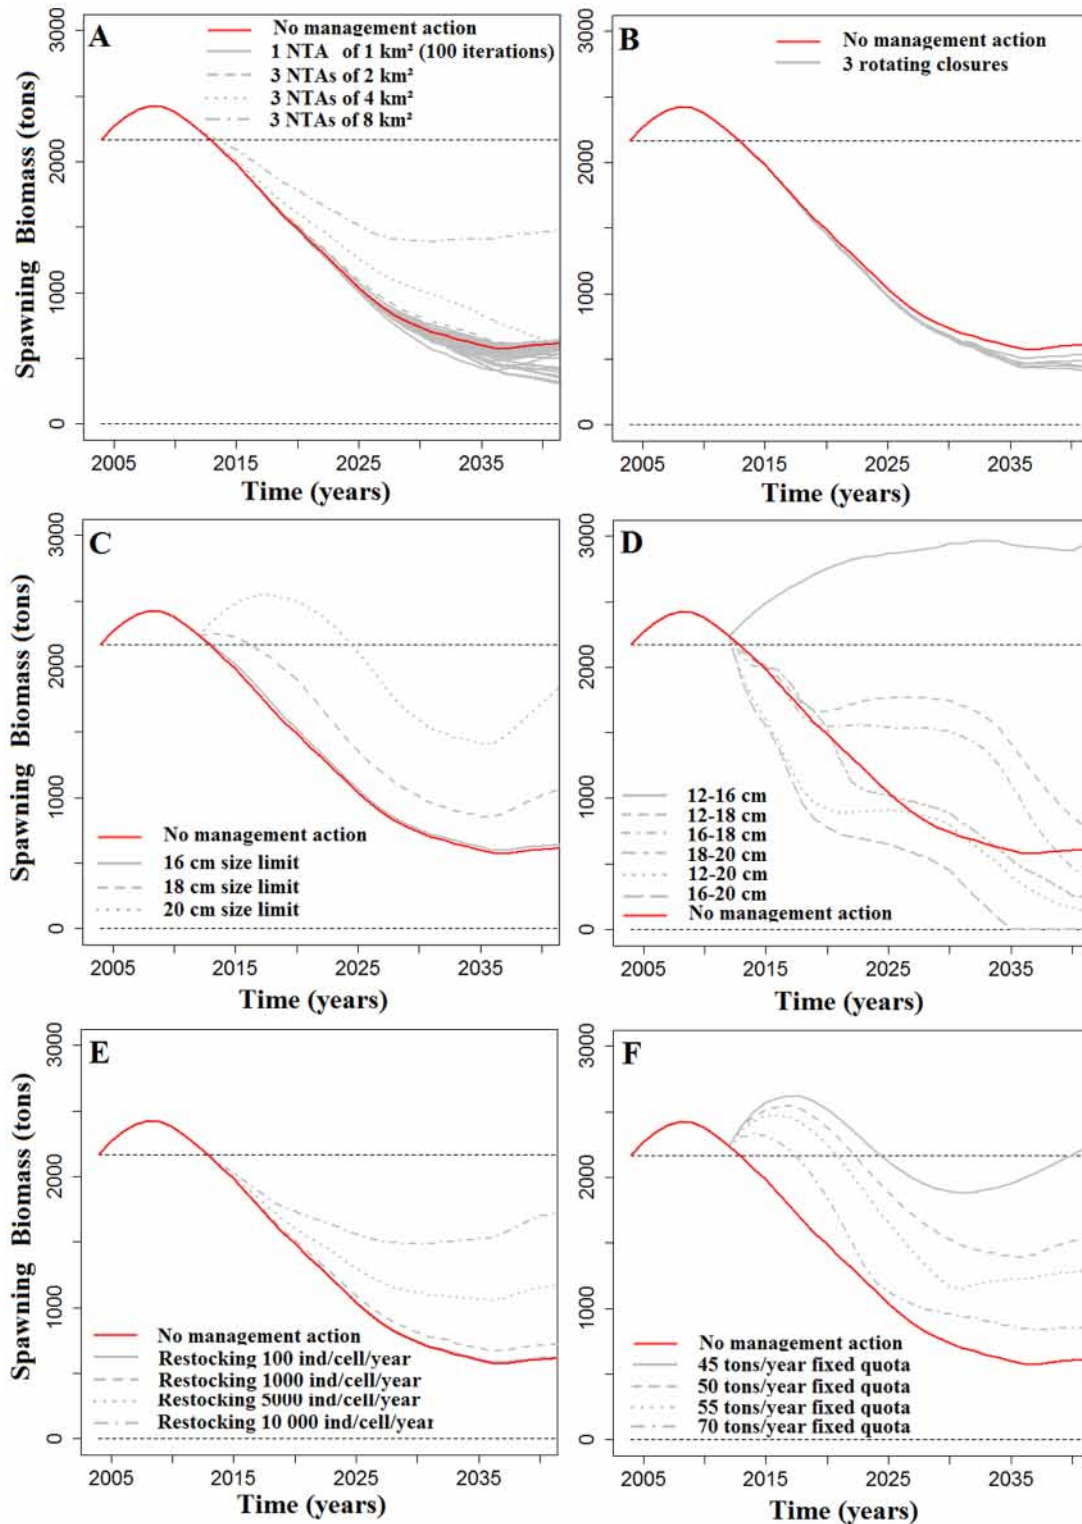 A
No management action
1 NTA of 1 km² (100 iterations)
3 NTAs of 2 km²
3 NTAs of 4 km²
3 NTAs of 8 km²
Spawning Biomass (tons)
3000
2000
1000
0
2005 2015 2025 2035
Time (years)
B
No management action
3 rotating closures
3000
2000
1000
0
2005 2015 2025 2035
Time (years)
C
No management action
16 cm size limit
18 cm size limit
20 cm size limit
Spawning Biomass (tons)
3000
2000
1000
0
2005 2015 2025 2035
Time (years)
D
12-16 cm
12-18 cm
16-18 cm
18-20 cm
12-20 cm
16-20 cm
No management action
3000
2000
1000
0
2005 2015 2025 2035
Time (years)
E
No management action
Restocking 100 ind/cell/year
Restocking 1000 ind/cell/year
Restocking 5000 ind/cell/year
Restocking 10 000 ind/cell/year
Spawning Biomass (tons)
3000
2000
1000
0
2005 2015 2025 2035
Time (years)
F
No management action
45 tons/year fixed quota
50 tons/year fixed quota
55 tons/year fixed quota
70 tons/year fixed quota
3000
2000
1000
0
2005 2015 2025 2035
Time (years)